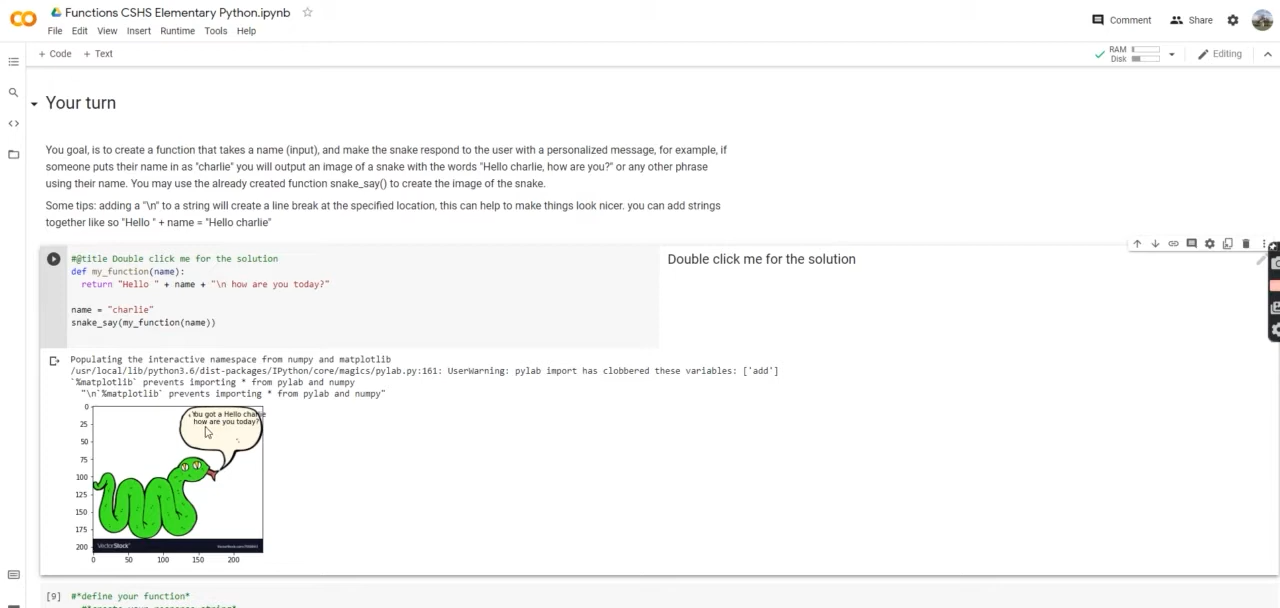 Functions CSHS Elementary Python.ipynb
File Edit View Insert Runtime Tools Help
Comment Share
+ Code + Text
RAM
Disk
Editing
Your turn
You goal, is to create a function that takes a name (input), and make the snake respond to the user with a personalized message, for example, if
someone puts their name in as "charlie" you will output an image of a snake with the words "Hello charlie, how are you?" or any other phrase
using their name. You may use the already created function snake_say() to create the image of the snake.
Some tips: adding a "\n" to a string will create a line break at the specified location, this can help to make things look nicer. you can add strings
together like so "Hello " + name = "Hello charlie"
#@title Double click me for the solution
def my_function(name):
return "Hello " + name + "\n how are you today?"
name = "charlie"
snake_say(my_function(name))
Double click me for the solution
Populating the interactive namespace from numpy and matplotlib
/usr/local/lib/python3.6/dist-packages/IPython/core/magics/pylab.py:161: UserWarning: pylab import has clobbered these variables: ['add']
`%matplotlib` prevents importing * from pylab and numpy
"\n`%matplotlib` prevents importing * from pylab and numpy"
You got a Hello charlie
how are you today?
0
25
50
75
100
125
150
175
200
VectorStock
0 50 100 150 200
[9] #*define your function*
#*create your response string*